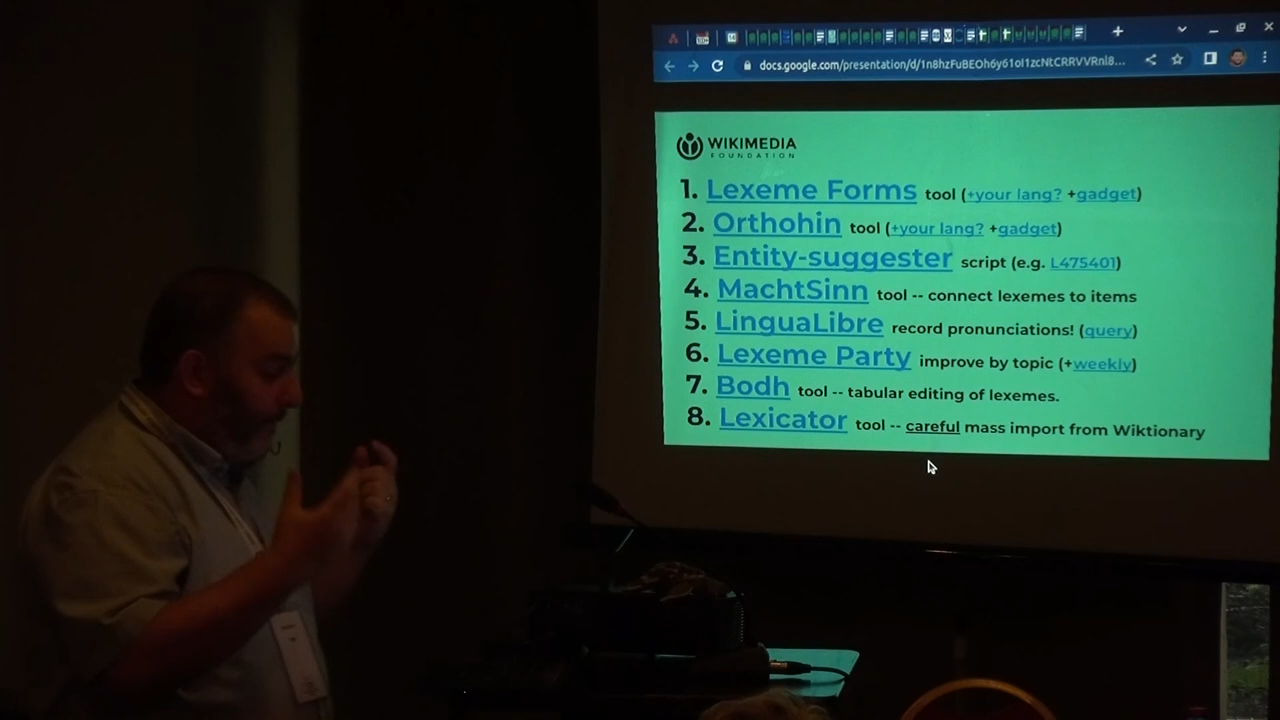 docs.google.com/presentation/d/1n8hzFuBEOh6y61oI1zcNtCRRVVRnl8...
WIKIMEDIA
FOUNDATION
1. Lexeme Forms tool (+your lang? +gadget)
2. Orthohin tool (+your lang? +gadget)
3. Entity-suggester script (e.g. L475401)
4. MachtSinn tool -- connect lexemes to items
5. LinguaLibre record pronunciations! (query)
6. Lexeme Party improve by topic (+weekly)
7. Bodh tool -- tabular editing of lexemes.
8. Lexicator tool -- careful mass import from Wiktionary